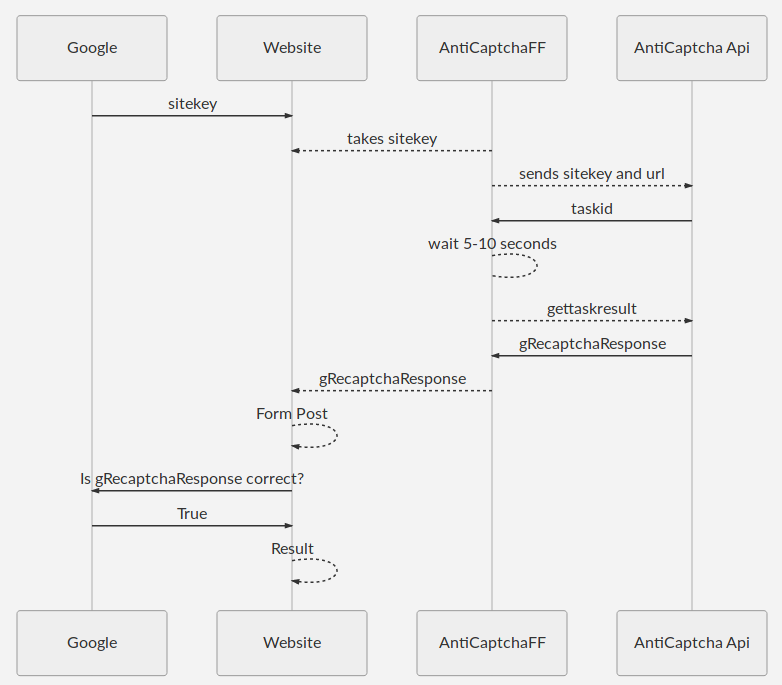 Google
Website
AntiCaptchaFF
AntiCaptcha Api
sitekey
takes sitekey
sends sitekey and url
taskid
wait 5-10 seconds
gettaskresult
gRecaptchaResponse
gRecaptchaResponse
Form Post
Is gRecaptchaResponse correct?
True
Result
Google
Website
AntiCaptchaFF
AntiCaptcha Api